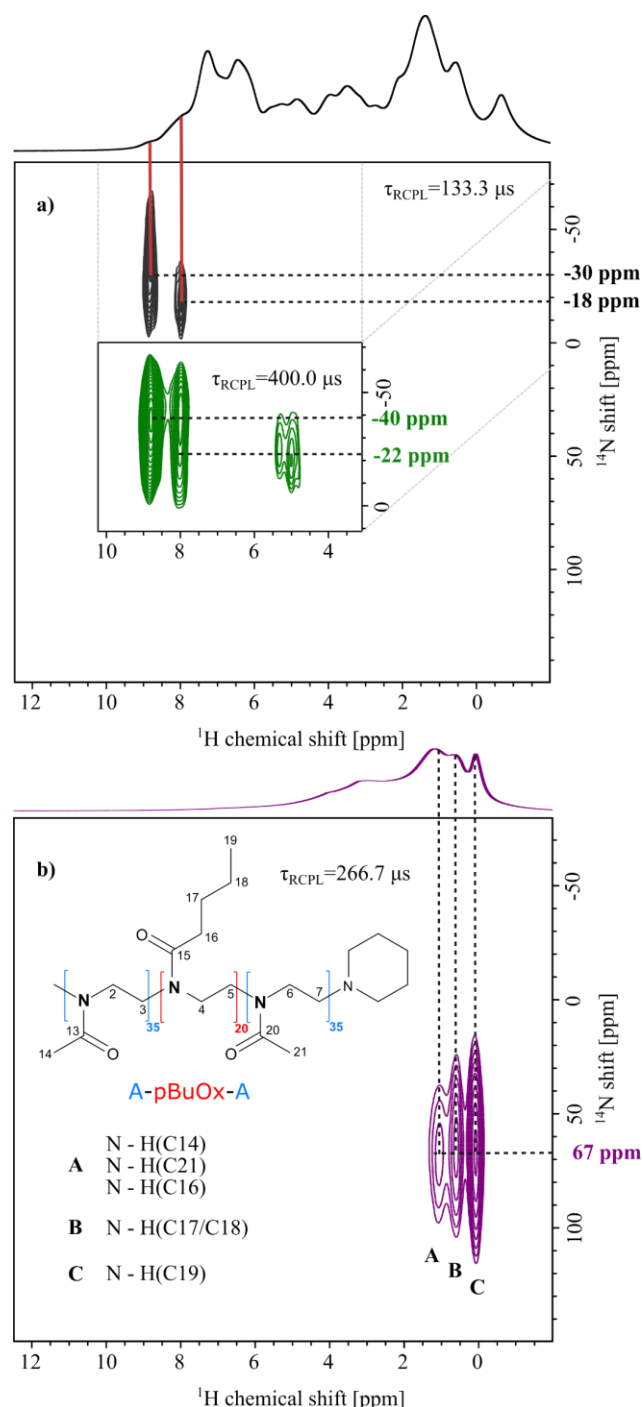 a)
τRCPL=133.3 μs
-50
-30 ppm
-18 ppm
0
τRCPL=400.0 μs
-50
-40 ppm
-22 ppm
0
10 8 6 4
50
100
¹⁴N shift [ppm]
12 10 8 6 4 2 0
¹H chemical shift [ppm]
b)
τRCPL=266.7 μs
19
18
17
16
O
15
N 2 3 35 N 4 5 20 N 6 7 35 N
13 O 14
20 O 21
A-pBuOx-A
N - H(C14)
A N - H(C21)
N - H(C16)
B N - H(C17/C18)
C N - H(C19)
-50
0
50
67 ppm
100
¹⁴N shift [ppm]
A B C
12 10 8 6 4 2 0
¹H chemical shift [ppm]